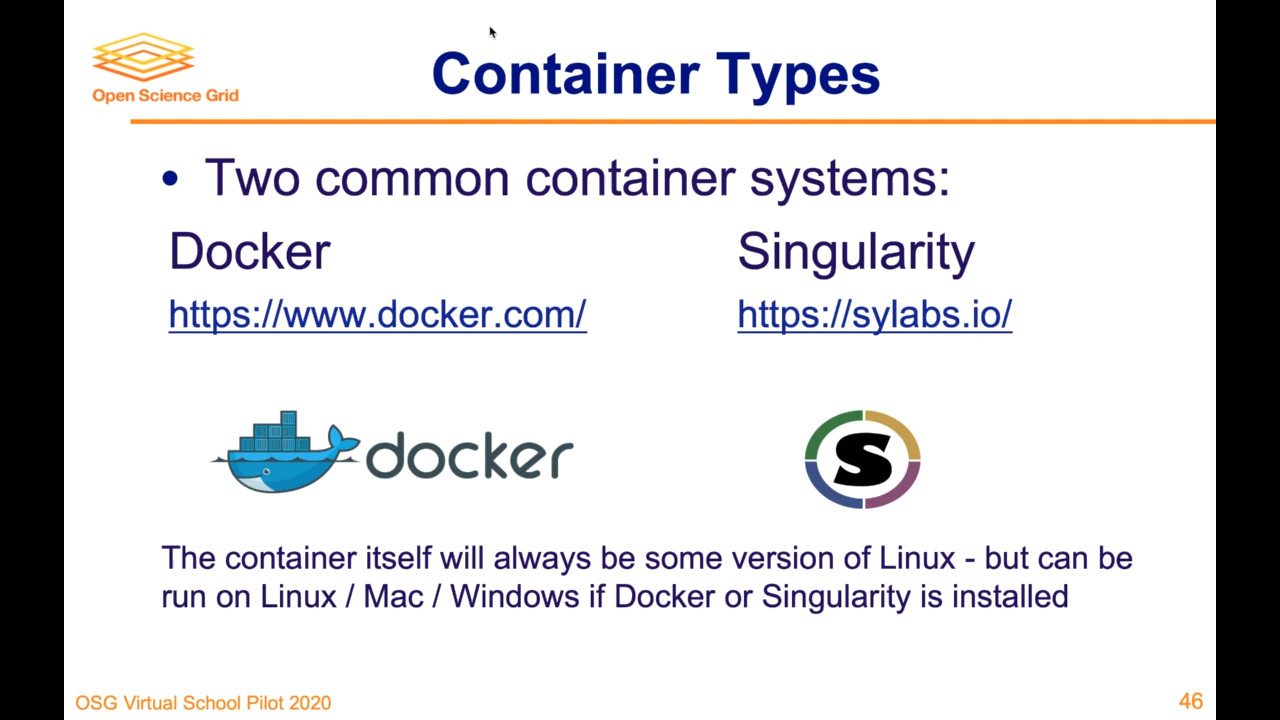 Open Science Grid
Container Types
• Two common container systems:
Docker
Singularity
https://www.docker.com/
https://sylabs.io/
docker
S
The container itself will always be some version of Linux - but can be
run on Linux / Mac / Windows if Docker or Singularity is installed
OSG Virtual School Pilot 2020
46